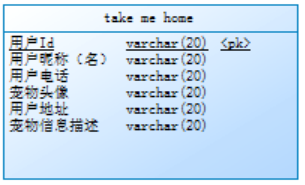 take me home
用户Id varchar(20) <pk>
用户昵称（名） varchar(20)
用户电话 varchar(20)
宠物头像 varchar(20)
用户地址 varchar(20)
宠物信息描述 varchar(20)